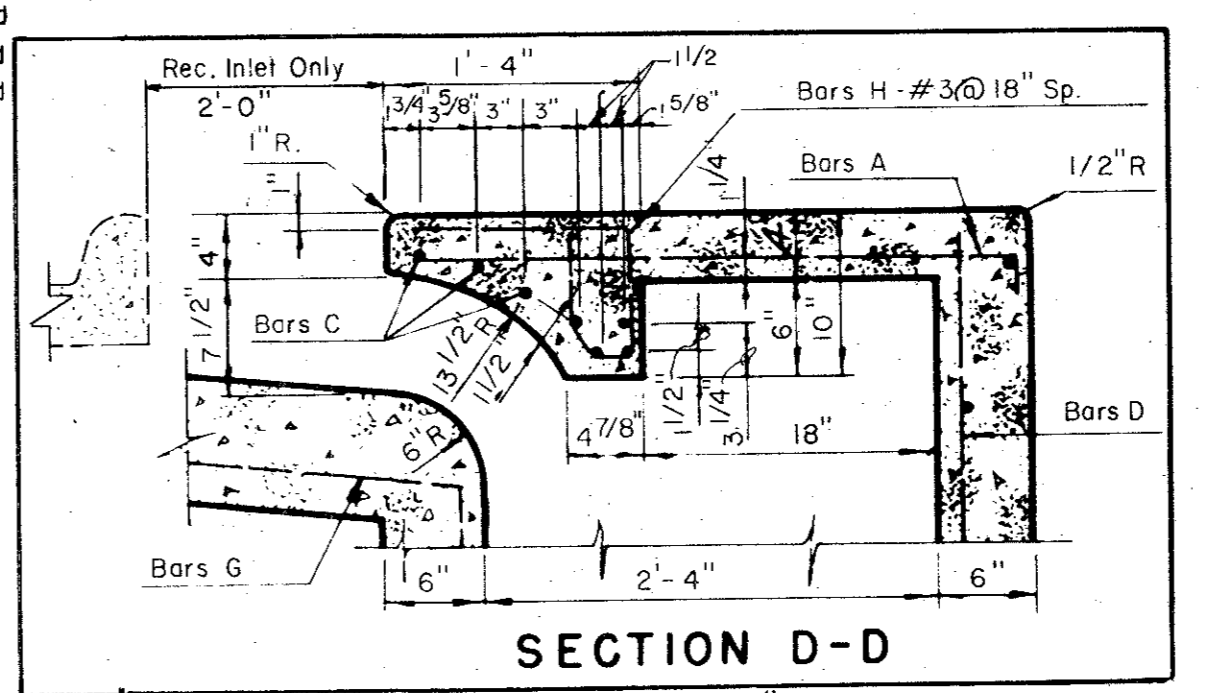 Rec. Inlet Only
2'-0"
1'-4"
1 1/2
Bars H - #3 @ 18" Sp.
3/4"
3 5/8"
3"
3"
1 5/8"
1" R.
1"
1 1/4
Bars A
1/2" R
4"
7 1/2"
Bars C
13 1/2" R
1 1/2"
6"
10"
1 1/2"
3 1/4"
4 7/8"
18"
Bars D
6" R
Bars G
6"
2'-4"
6"
SECTION D-D